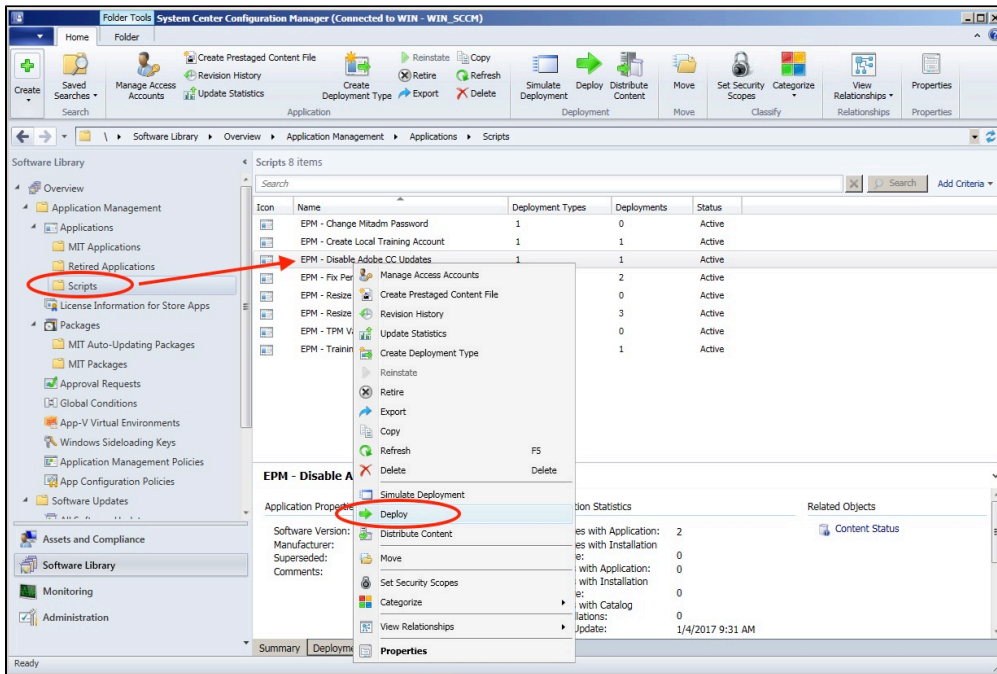 Folder Tools System Center Configuration Manager (Connected to WIN - WIN_SCCM)
Home Folder
Create
Saved Searches
Search
Manage Access Accounts
Create Prestaged Content File
Revision History
Update Statistics
Create Deployment Type
Reinstate
Retire
Export
Copy
Refresh
Delete
Application
Simulate Deployment
Deploy
Distribute Content
Deployment
Move
Move
Set Security Scopes
Categorize
Classify
View Relationships
Relationships
Properties
Properties
\ Software Library Overview Application Management Applications Scripts
Software Library
Overview
Application Management
Applications
MIT Applications
Retired Applications
Scripts
License Information for Store Apps
Packages
MIT Auto-Updating Packages
MIT Packages
Approval Requests
Global Conditions
App-V Virtual Environments
Windows Sideloading Keys
Application Management Policies
App Configuration Policies
Software Updates
Assets and Compliance
Software Library
Monitoring
Administration
Ready
Scripts 8 items
Search Search Add Criteria
Icon Name Deployment Types Deployments Status
EPM - Change Mitadm Password 1 0 Active
EPM - Create Local Training Account 1 1 Active
EPM - Disable Adobe CC Updates 1 1 Active
EPM - Fix Per 2 Active
EPM - Resize 0 Active
EPM - Resize 3 Active
EPM - TPM 0 Active
EPM - Trainin 1 Active
Manage Access Accounts
Create Prestaged Content File
Revision History
Update Statistics
Create Deployment Type
Reinstate
Retire
Export
Copy
Refresh F5
Delete Delete
Simulate Deployment
Deploy
Distribute Content
Move
Set Security Scopes
Categorize
View Relationships
Properties
EPM - Disable A
Application Propertie
Software Version:
Manufacturer:
Superseded:
Comments:
tion Statistics
es with Application: 2
es with Installation
e: 0
with Application: 0
with Installation
e: 0
with Catalog
lations: 0
Update: 1/4/2017 9:31 AM
Related Objects
Content Status
Summary Deployme